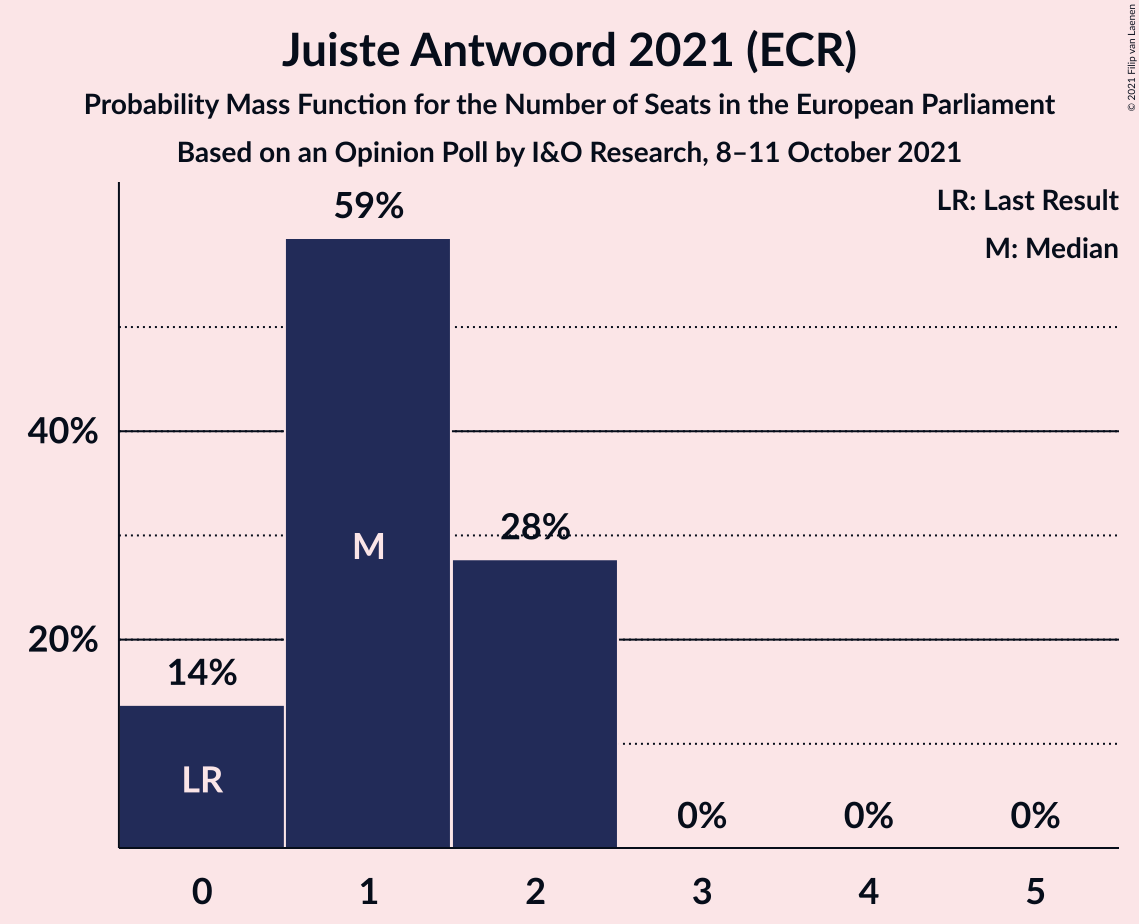 Juiste Antwoord 2021 (ECR)
Probability Mass Function for the Number of Seats in the European Parliament
Based on an Opinion Poll by I&O Research, 8–11 October 2021
© 2021 Filip van Laenen
LR: Last Result
M: Median
59%
40%
M
28%
20%
14%
LR
0%
0%
0%
0
1
2
3
4
5